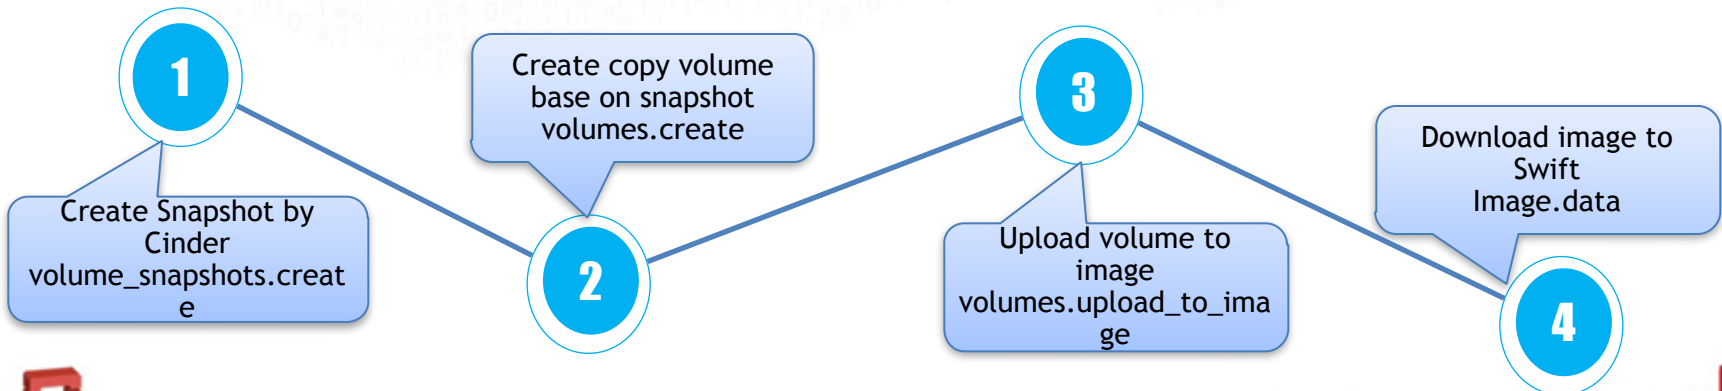 1
Create Snapshot by
Cinder
volume_snapshots.creat
e
2
Create copy volume
base on snapshot
volumes.create
3
Upload volume to
image
volumes.upload_to_ima
ge
4
Download image to
Swift
Image.data